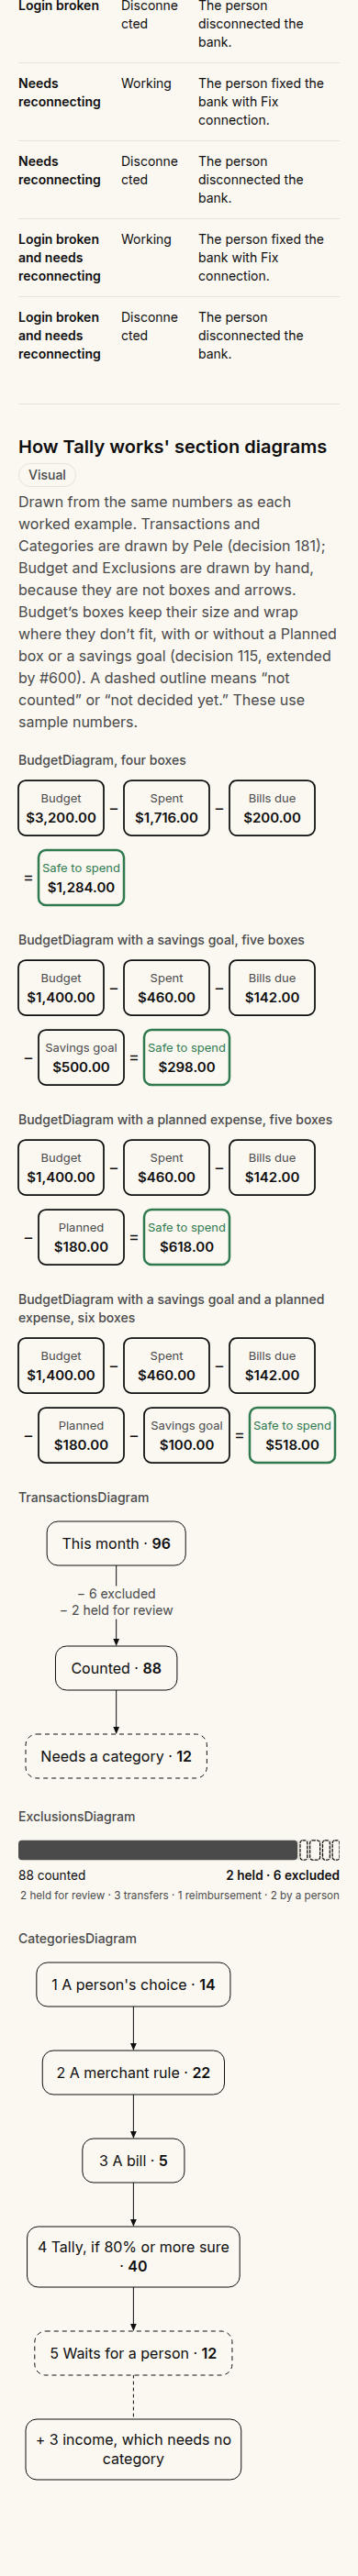 Login broken
Disconne
cted
The person
disconnected the
bank.
Needs
reconnecting
Working
The person fixed the
bank with Fix
connection.
Needs
reconnecting
Disconne
cted
The person
disconnected the
bank.
Login broken
and needs
reconnecting
Working
The person fixed the
bank with Fix
connection.
Login broken
and needs
reconnecting
Disconne
cted
The person
disconnected the
bank.
How Tally works' section diagrams
Visual
Drawn from the same numbers as each
worked example. Transactions and
Categories are drawn by Pele (decision 181);
Budget and Exclusions are drawn by hand,
because they are not boxes and arrows.
Budget’s boxes keep their size and wrap
where they don’t fit, with or without a Planned
box or a savings goal (decision 115, extended
by #600). A dashed outline means “not
counted” or “not decided yet.” These use
sample numbers.
BudgetDiagram, four boxes
Budget – Spent – Bills due
$3,200.00 $1,716.00 $200.00
= Safe to spend
$1,284.00
BudgetDiagram with a savings goal, five boxes
Budget – Spent – Bills due
$1,400.00 $460.00 $142.00
– Savings goal = Safe to spend
$500.00 $298.00
BudgetDiagram with a planned expense, five boxes
Budget – Spent – Bills due
$1,400.00 $460.00 $142.00
– Planned = Safe to spend
$180.00 $618.00
BudgetDiagram with a savings goal and a planned
expense, six boxes
Budget – Spent – Bills due
$1,400.00 $460.00 $142.00
– Planned – Savings goal = Safe to spend
$180.00 $100.00 $518.00
TransactionsDiagram
This month · 96
− 6 excluded
− 2 held for review
Counted · 88
Needs a category · 12
ExclusionsDiagram
88 counted 2 held · 6 excluded
2 held for review · 3 transfers · 1 reimbursement · 2 by a person
CategoriesDiagram
1 A person's choice · 14
2 A merchant rule · 22
3 A bill · 5
4 Tally, if 80% or more sure
· 40
5 Waits for a person · 12
+ 3 income, which needs no
category